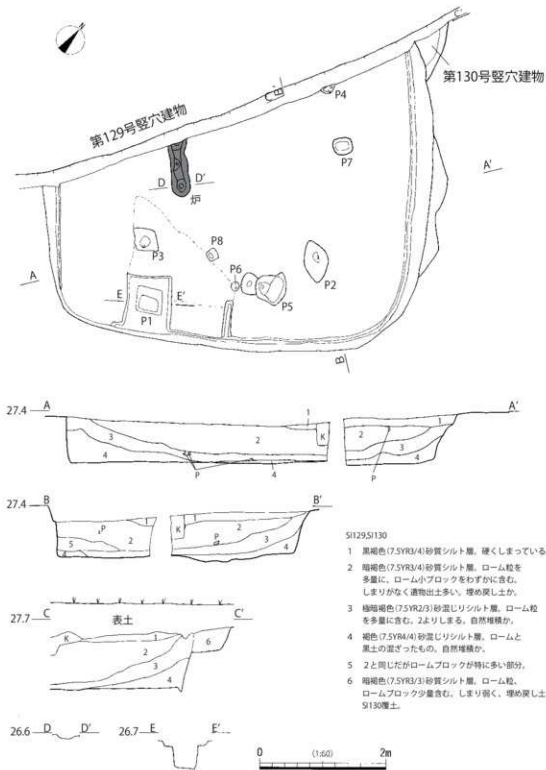 N
第130号竪穴建物
B'
P4
第129号竪穴建物
P7
A'
D D'
炉
P3
P8
P2
P6
P5
A
E E'
P1
B
27.4 A A'
1
3 2 K 2 1
4 3
4
P 4 P
27.4 B B'
1 K 2
P P
5 2 3
4
27.7 C C'
表土
K 1
2 6
3
4
26.6 D D' 26.7 E E'
0 (1:60) 2m
SI129,SI130
1 黒褐色(7.5YR3/4)砂質シルト層。硬くしまっている
2 暗褐色(7.5YR3/4)砂質シルト層。ローム粒を
多量に、ローム小ブロックをわずかに含む。
しまりがなく遺物出土多い。埋め戻し土か。
3 極暗褐色(7.5YR2/3)砂混じりシルト層。ローム粒
を多量に含む。2よりしまる。自然堆積か。
4 褐色(7.5YR4/4)砂混じりシルト層。ロームと
黒土の混ざったもの。自然堆積か。
5 2と同じだがロームブロックが特に多い部分。
6 暗褐色(7.5YR3/3)砂質シルト層。ローム粒、
ロームブロック少量含む。しまり弱く、埋め戻し土
SI130覆土。